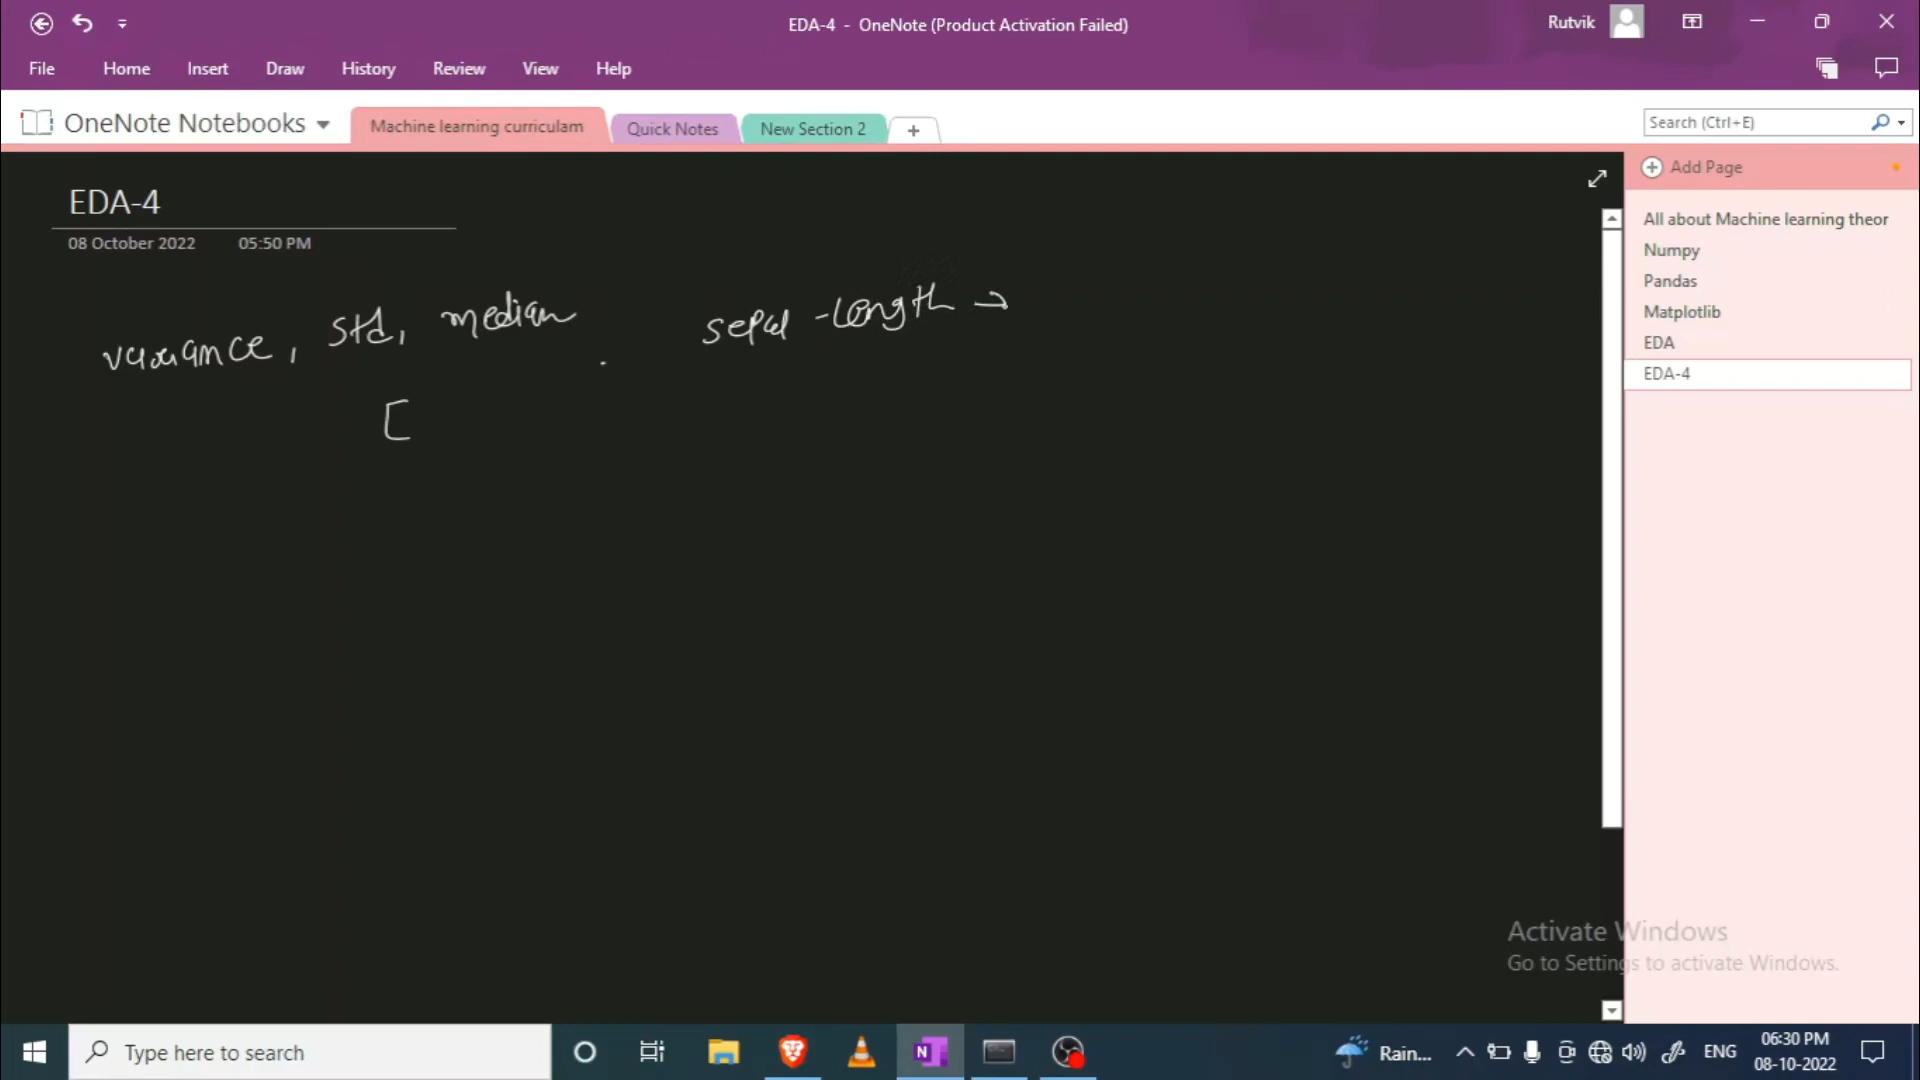 EDA-4 - OneNote (Product Activation Failed)
Rutvik
File Home Insert Draw History Review View Help
OneNote Notebooks
Machine learning curriculam
Quick Notes
New Section 2
Search (Ctrl+E)
Add Page
All about Machine learning theor
Numpy
Pandas
Matplotlib
EDA
EDA-4
EDA-4
08 October 2022 05:50 PM
variance, std, median
sepal -length →
[
Activate Windows
Go to Settings to activate Windows.
Type here to search
Rain...
ENG
06:30 PM
08-10-2022